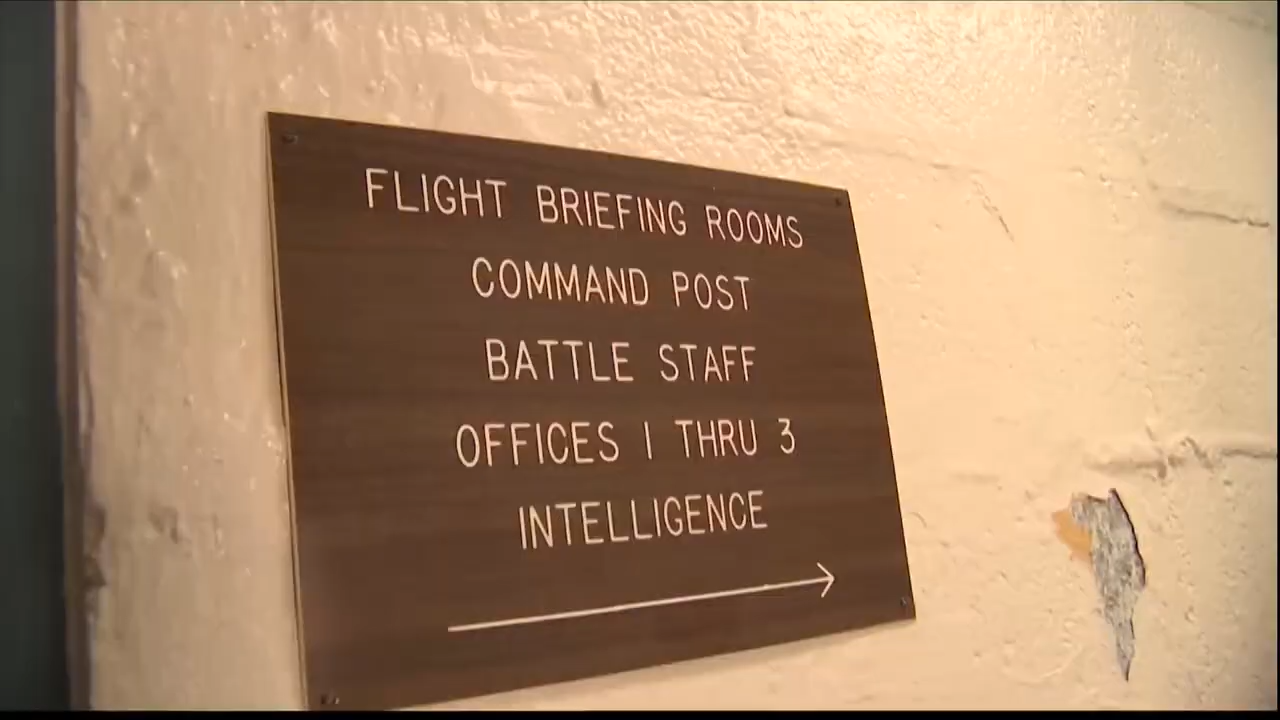 FLIGHT BRIEFING ROOMS
COMMAND POST
BATTLE STAFF
OFFICES 1 THRU 3
INTELLIGENCE